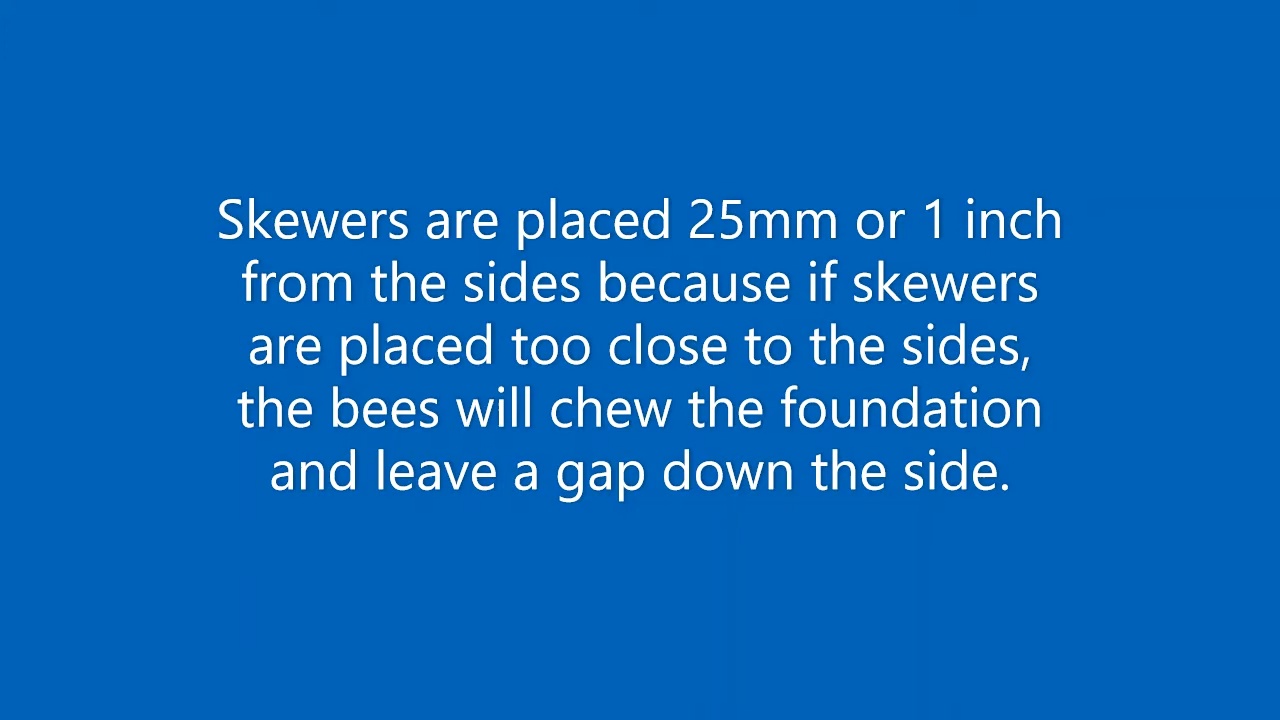 Skewers are placed 25mm or 1 inch
from the sides because if skewers
are placed too close to the sides,
the bees will chew the foundation
and leave a gap down the side.